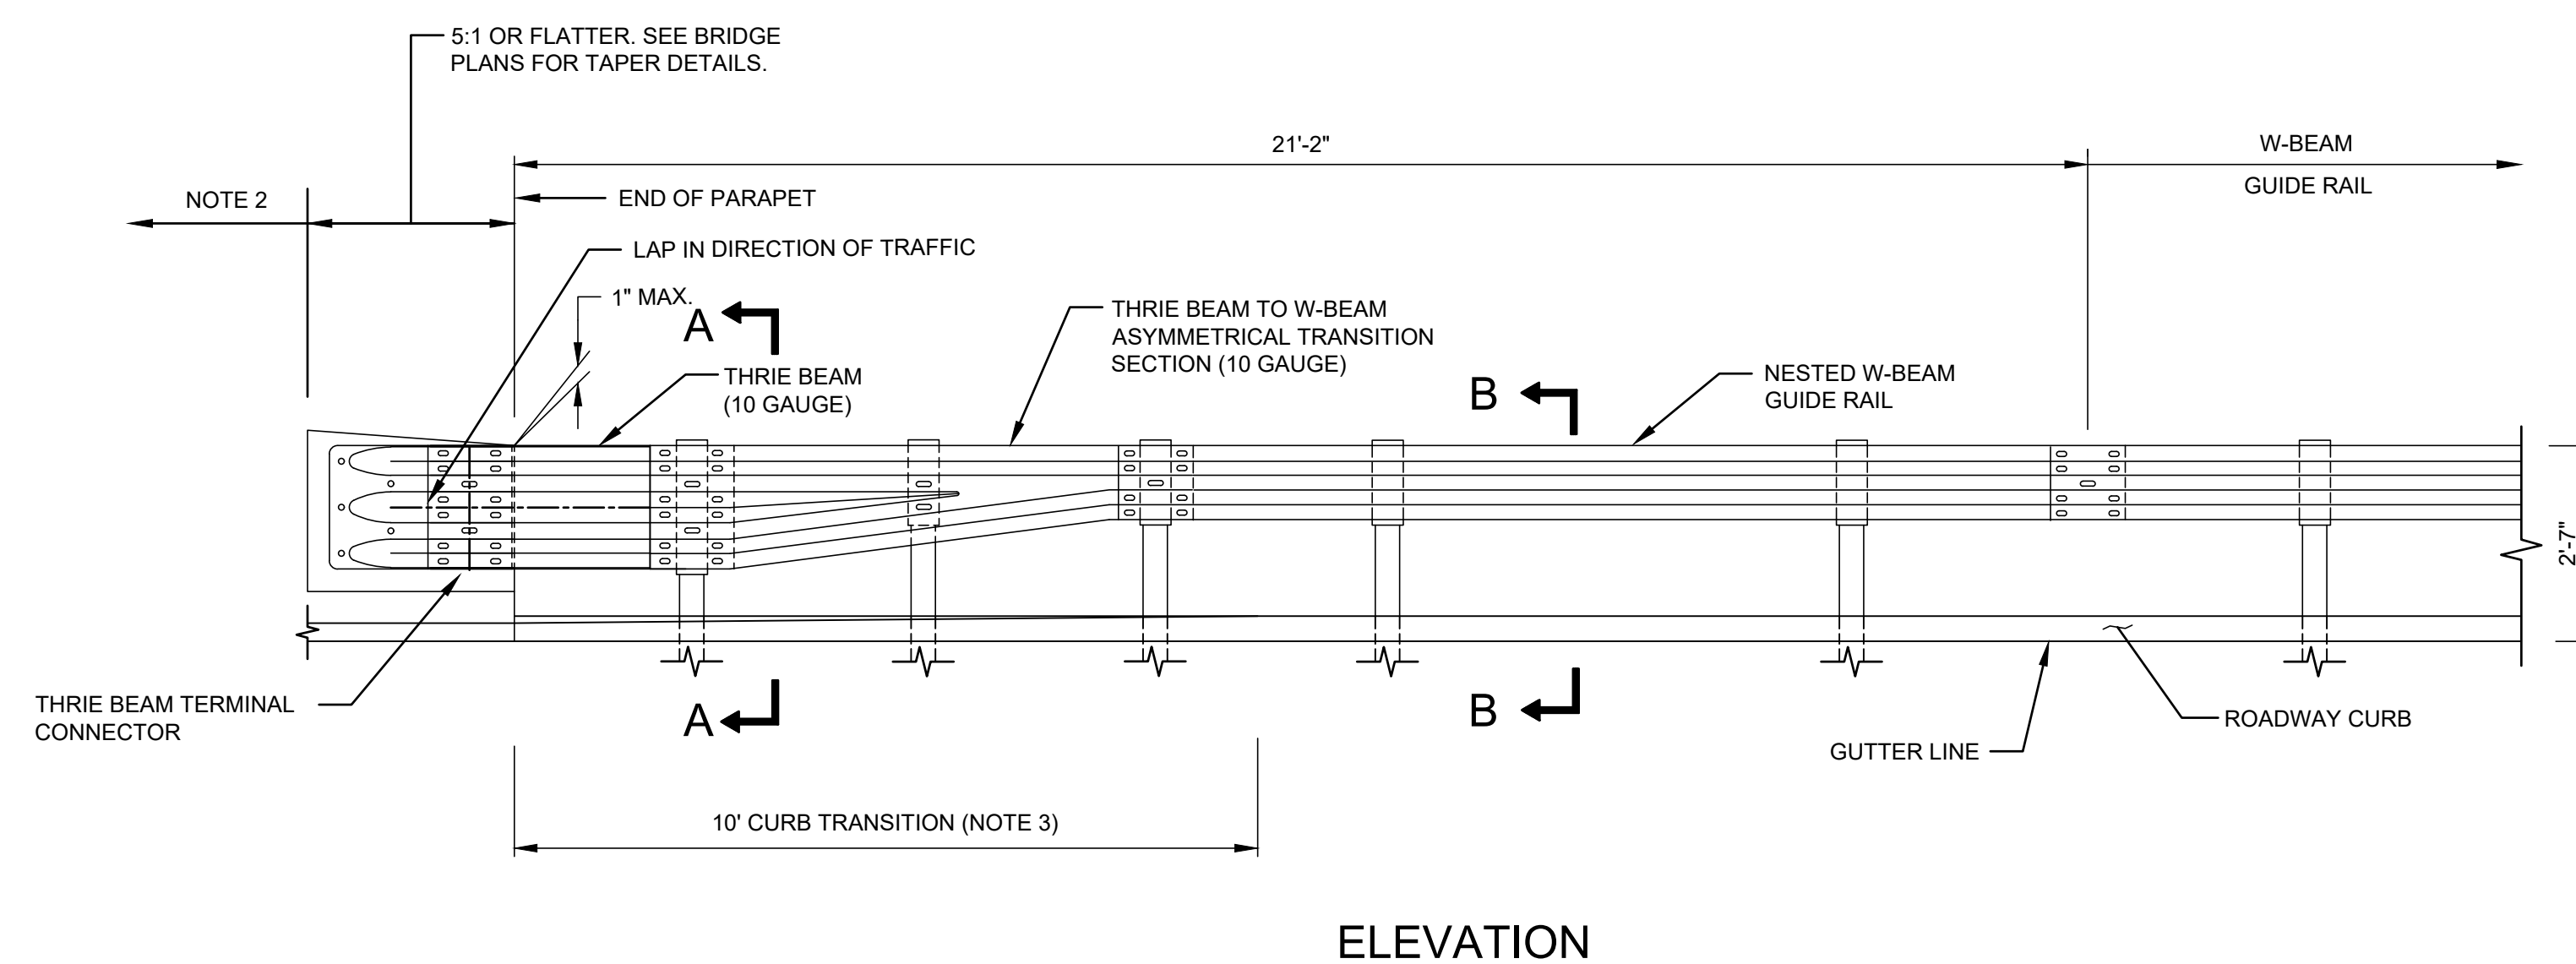 5:1 OR FLATTER. SEE BRIDGE
PLANS FOR TAPER DETAILS.
21'-2"
W-BEAM
GUIDE RAIL
NOTE 2
END OF PARAPET
LAP IN DIRECTION OF TRAFFIC
1" MAX.
A
THRIE BEAM TO W-BEAM
ASYMMETRICAL TRANSITION
SECTION (10 GAUGE)
THRIE BEAM
(10 GAUGE)
B
NESTED W-BEAM
GUIDE RAIL
2'-7"
THRIE BEAM TERMINAL
CONNECTOR
A
B
ROADWAY CURB
GUTTER LINE
10' CURB TRANSITION (NOTE 3)
ELEVATION